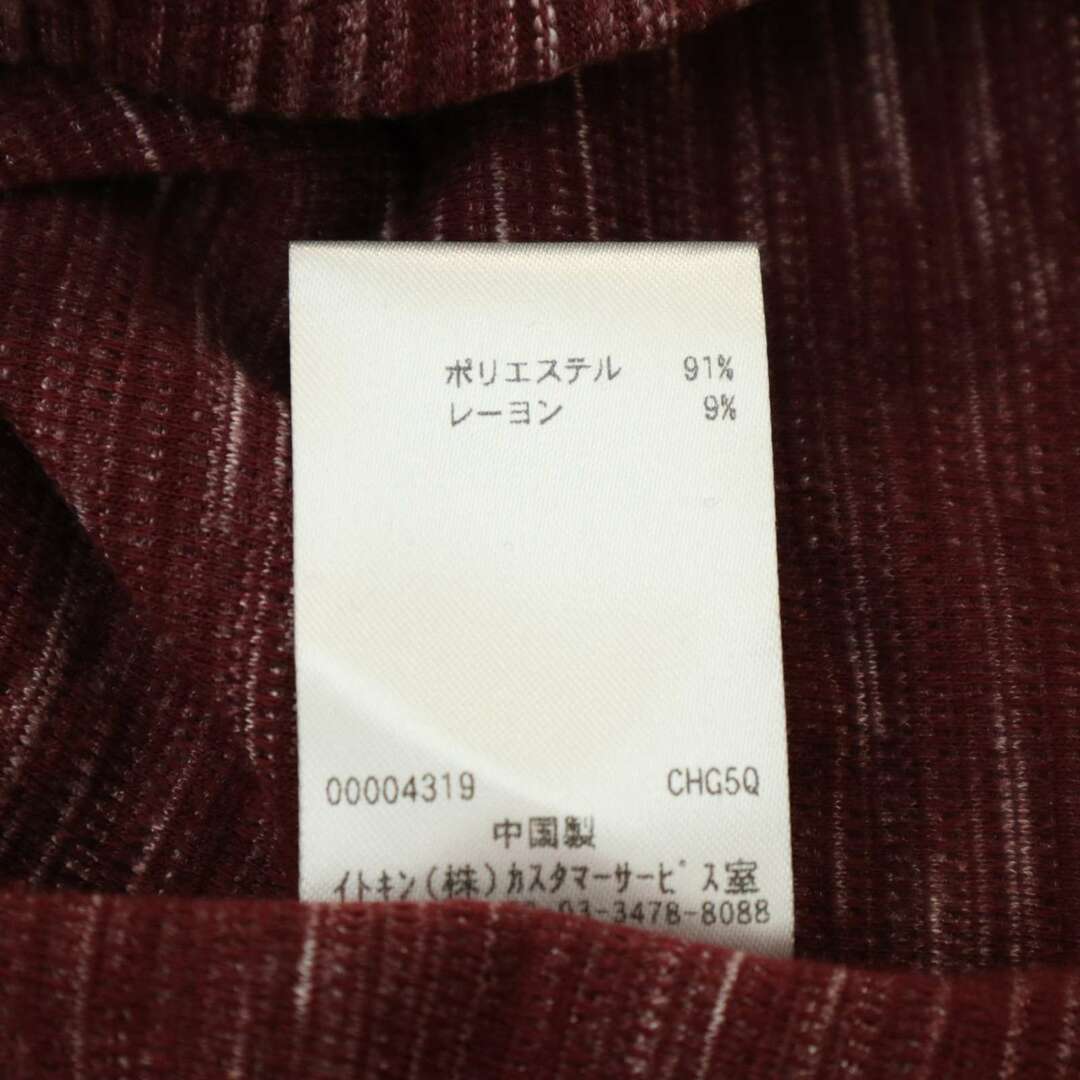 ポリエステル 91%
レーヨン 9%
00004319 CHG5Q
中国製
イトキン(株)カスタマーサービス室
03-3478-8088